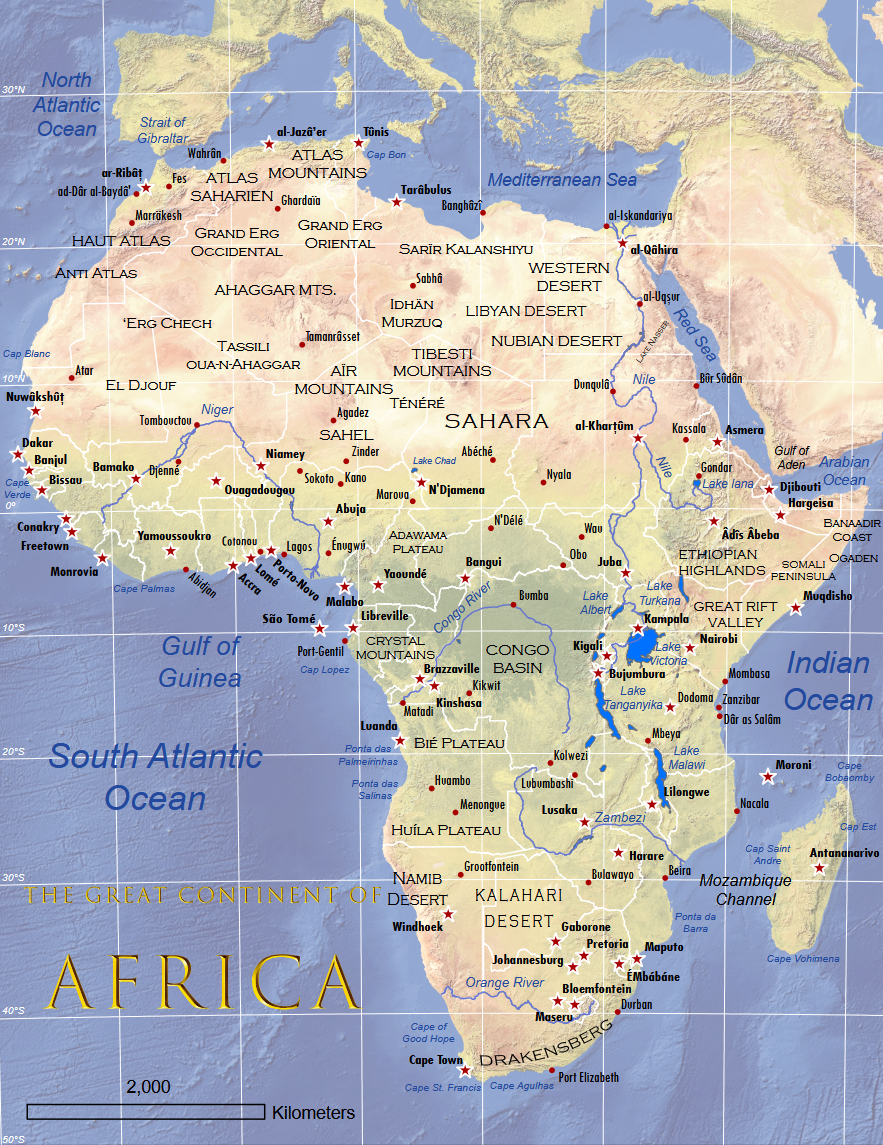 30°N
North
Atlantic
Ocean
Strait of
Gibraltar
al-Jazâ'er
Tûnis
Cap Bon
Wahrân
ATLAS
MOUNTAINS
ar-Ribâṭ
Fes
ATLAS
SAHARIEN
ad-Dâr al-Baydâ'
Ghardaïa
Tarâbulus
Mediterranean Sea
Banghâzî
al-Iskandariya
Marrâkesh
20°N
HAUT ATLAS
GRAND ERG
OCCIDENTAL
GRAND ERG
ORIENTAL
SARĪR KALANSHIYU
al-Qâhira
ANTI ATLAS
WESTERN
DESERT
Sabhâ
AHAGGAR MTS.
IDHĀN
MURZUQ
al-Uqṣur
LIBYAN DESERT
'ERG CHECH
Red Sea
NUBIAN DESERT
LAKE NASSER
Tamanrâsset
TASSILI
OUA-N-AHAGGAR
TIBESTI
MOUNTAINS
Cap Blanc
Atar
10°N
EL DJOUF
AÏR
MOUNTAINS
Dunqulâ
Nile
Bûr Sûdân
Nuwâkshûṭ
TÉNÉRÉ
Tombouctou
Niger
Agadez
SAHARA
al-Kharṭûm
Kassala
Asmera
SAHEL
Dakar
Banjul
Bissau
Cape
Verde
Bamako
Djenné
Niamey
Zinder
Lake Chad
Abéché
Nile
Gulf of
Aden
Arabian
Ocean
Gondar
Lake Tana
Djibouti
Sokoto
Kano
Ouagadougou
Maroua
N'Djamena
Nyala
Hargeisa
0°
Abuja
Conakry
Freetown
Yamoussoukro
Cotonou
Lagos
Énugwú
ADAWAMA
PLATEAU
N'Délé
Wau
Âdîs Âbeba
BANAADIR
COAST
ETHIOPIAN
HIGHLANDS
OGADEN
SOMALI
PENINSULA
Monrovia
Cape Palmas
Abidjan
Accra
Lomé
Porto-Novo
Yaoundé
Bangui
Obo
Juba
Malabo
Bumba
Lake
Albert
Lake
Turkana
GREAT RIFT
VALLEY
Muqdisho
São Tomé
Libreville
Congo River
Kampala
10°S
Gulf of
Guinea
Port-Gentil
CRYSTAL
MOUNTAINS
CONGO
BASIN
Kigali
Lake
Victoria
Nairobi
Indian
Ocean
Cap Lopez
Brazzaville
Bujumbura
Mombasa
Kikwit
Kinshasa
Lake
Tanganyika
Dodoma
Zanzibar
Matadi
Dâr as Salâm
Luanda
Mbeya
South Atlantic
Ocean
Ponta das
Palmeirinhas
BIÉ PLATEAU
20°S
Kolwezi
Lake
Malawi
Moroni
Cape
Bobaomby
Ponta das
Salinas
Huambo
Lubumbashi
Lilongwe
Menongue
Lusaka
Zambezi
Nacala
HUÍLA PLATEAU
Cap Est
Harare
Cap Saint
Andre
Antananarivo
Grootfontein
Bulawayo
Beira
30°S
THE GREAT CONTINENT OF
NAMIB
DESERT
KALAHARI
DESERT
Mozambique
Channel
Windhoek
Gaborone
Ponta da
Barra
Pretoria
Maputo
Johannesburg
ÉMbábáne
Cape Vohimena
AFRICA
Orange River
Bloemfontein
Durban
40°S
Maseru
Cape of
Good Hope
DRAKENSBERG
Cape Town
Port Elizabeth
Cape St. Francis
Cape Agulhas
2,000
Kilometers
50°S